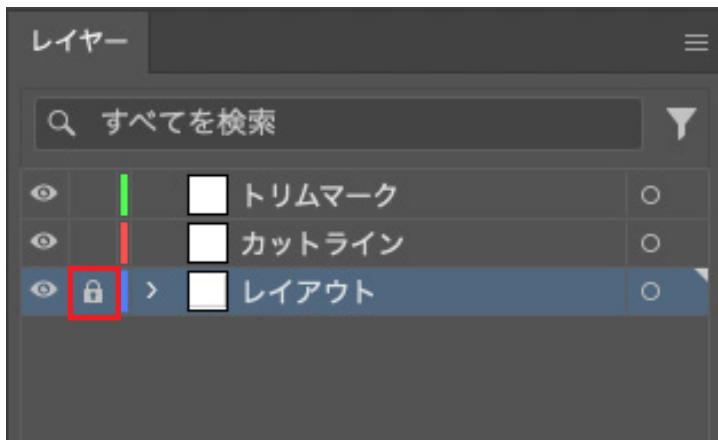 レイヤー
すべてを検索
トリムマーク
カットライン
レイアウト